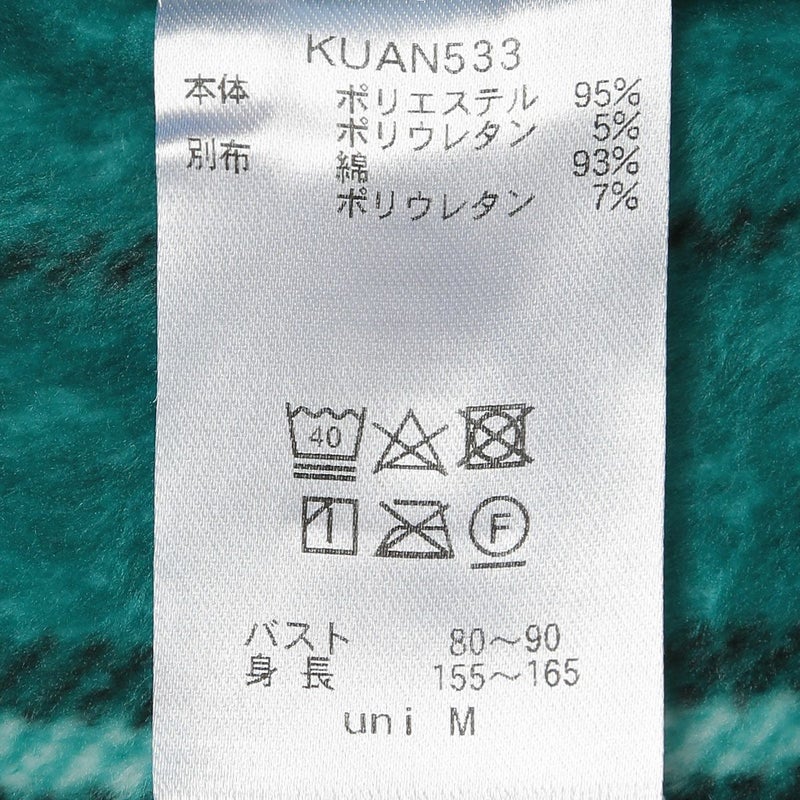 KUAN533
本体 ポリエステル 95%
ポリウレタン 5%
別布 綿 93%
ポリウレタン 7%
40
F
バスト 80～90
身長 155～165
uni M